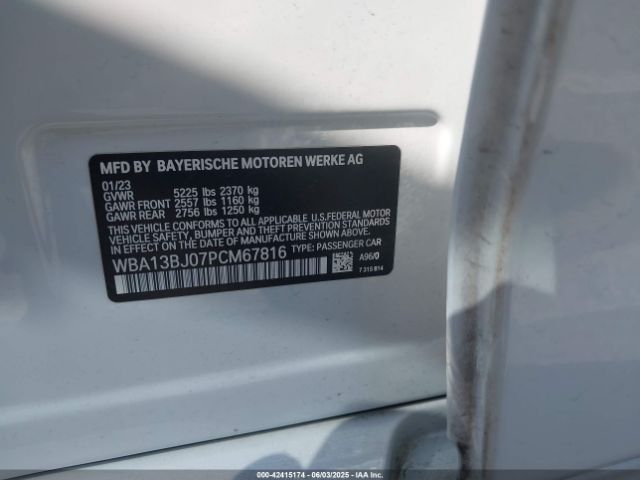 MFD BY BAYERISCHE MOTOREN WERKE AG
01/23
GVWR 5225 lbs 2370 kg
GAWR FRONT 2557 lbs 1160 kg
GAWR REAR 2756 lbs 1250 kg
THIS VEHICLE CONFORMS TO ALL APPLICABLE U.S.FEDERAL MOTOR
VEHICLE SAFETY, BUMPER AND THEFT PREVENTION STANDARDS
IN EFFECT ON THE DATE OF MANUFACTURE SHOWN ABOVE.
WBA13BJ07PCM67816 TYPE: PASSENGER CAR
A96/0
7 315 814
000-42415174 | 06/03/2025 | IAA Inc.